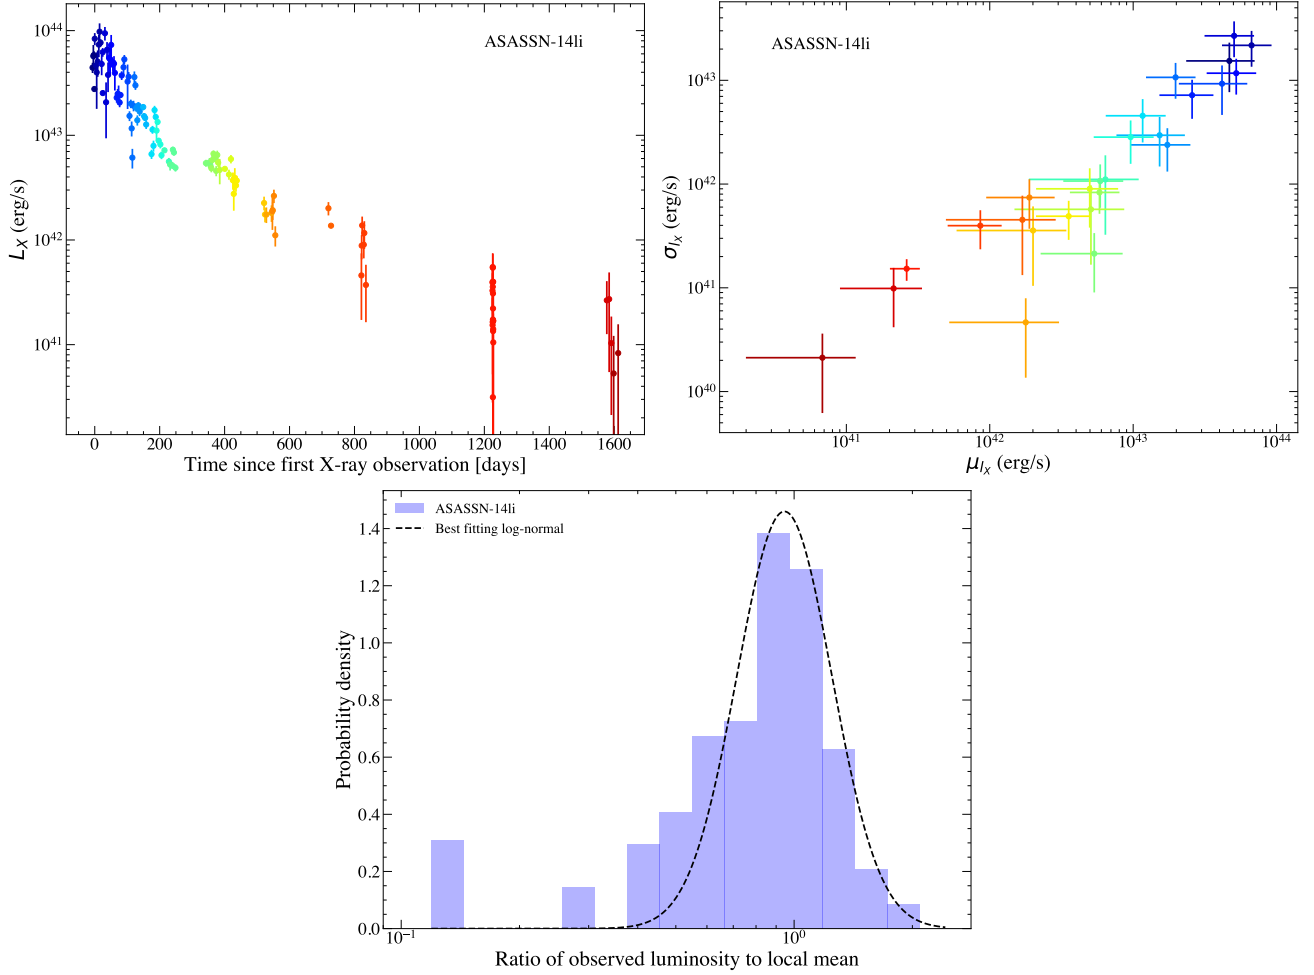 ASASSN-14li
10^44
10^43
10^42
10^41
L_X (erg/s)
0 200 400 600 800 1000 1200 1400 1600
Time since first X-ray observation [days]
ASASSN-14li
10^43
10^42
10^41
10^40
σ_{l_X} (erg/s)
10^41 10^42 10^43 10^44
μ_{l_X} (erg/s)
ASASSN-14li
Best fitting log-normal
1.4
1.2
1.0
0.8
0.6
0.4
0.2
0.0
Probability density
10^−1 10^0
Ratio of observed luminosity to local mean